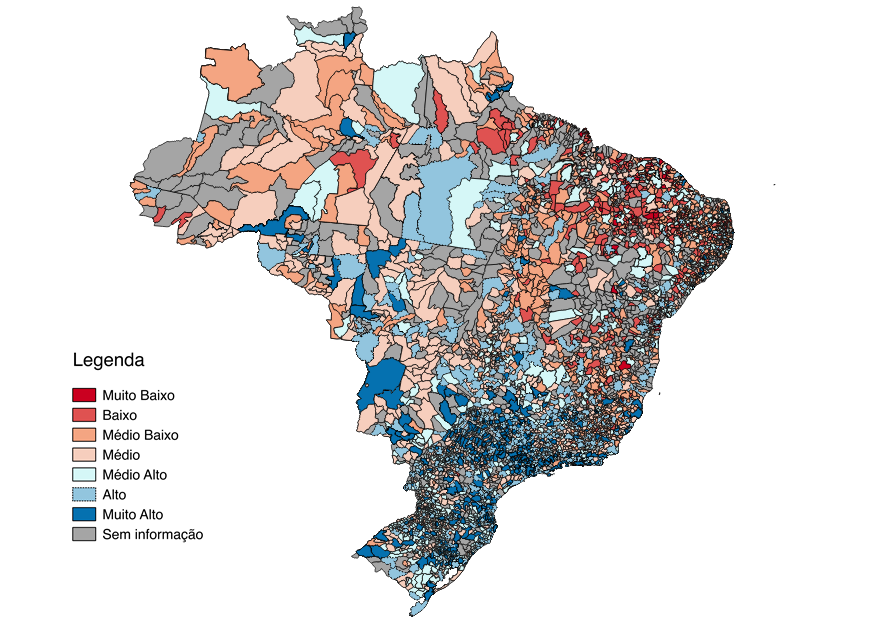 Legenda
Muito Baixo
Baixo
Médio Baixo
Médio
Médio Alto
Alto
Muito Alto
Sem informação